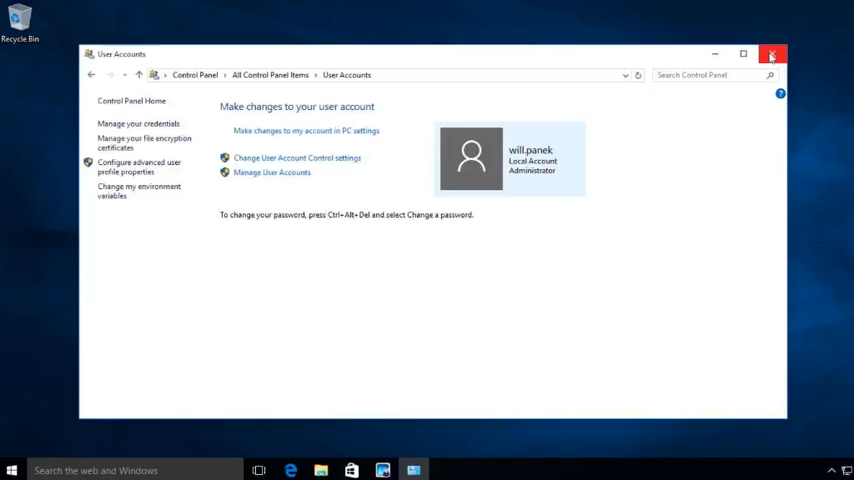 Recycle Bin
User Accounts
Control Panel
All Control Panel Items
User Accounts
Search Control Panel
?
Control Panel Home
Manage your credentials
Manage your file encryption
certificates
Configure advanced user
profile properties
Change my environment
variables
Make changes to your user account
Make changes to my account in PC settings
Change User Account Control settings
Manage User Accounts
will.panek
Local Account
Administrator
To change your password, press Ctrl+Alt+Del and select Change a password.
Search the web and Windows